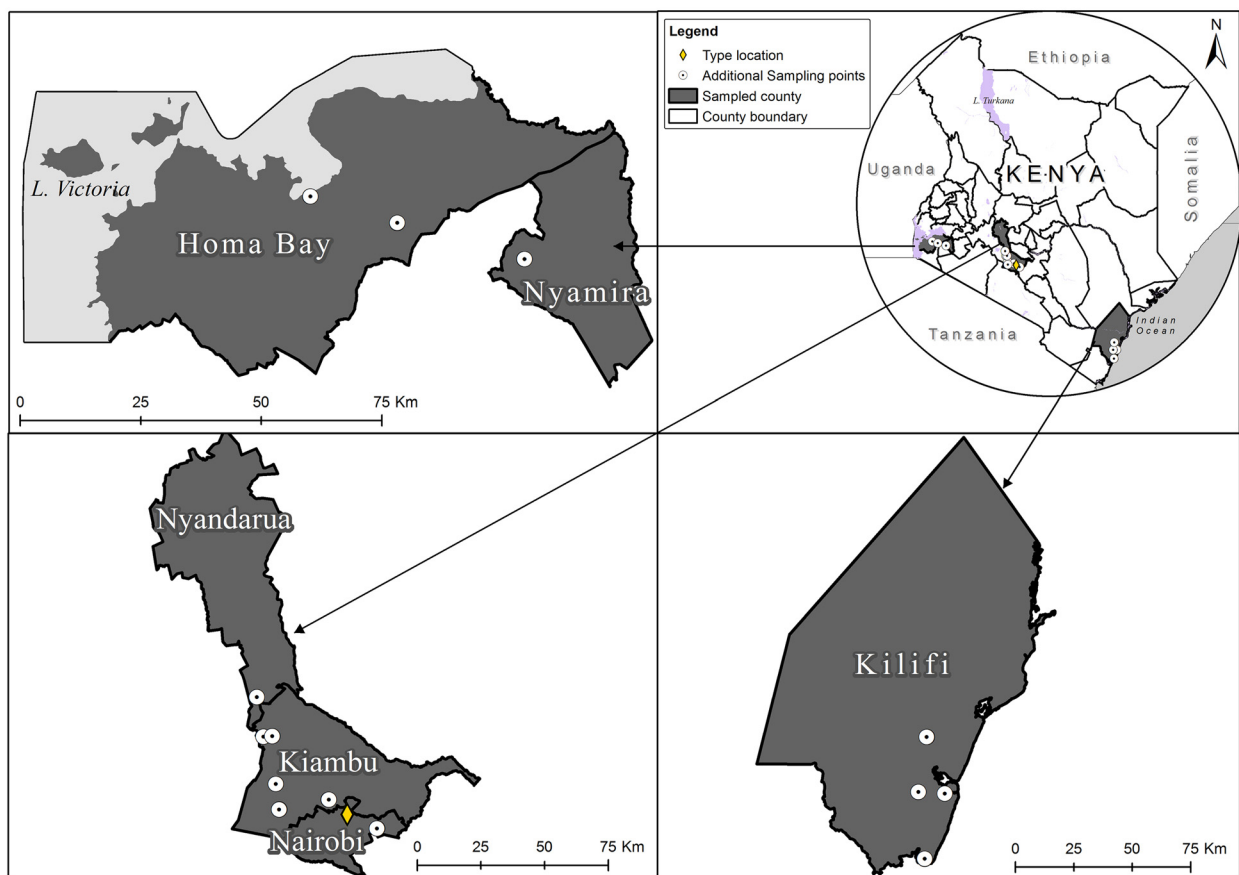 L. Victoria
Homa Bay
Nyamira
0 25 50 75 Km
Legend
Type location
Additional Sampling points
Sampled county
County boundary
N
Ethiopia
L. Turkana
Uganda
KENYA
Somalia
Tanzania
Indian
Ocean
Nyandarua
Kiambu
Nairobi
0 25 50 75 Km
Kilifi
0 25 50 75 Km